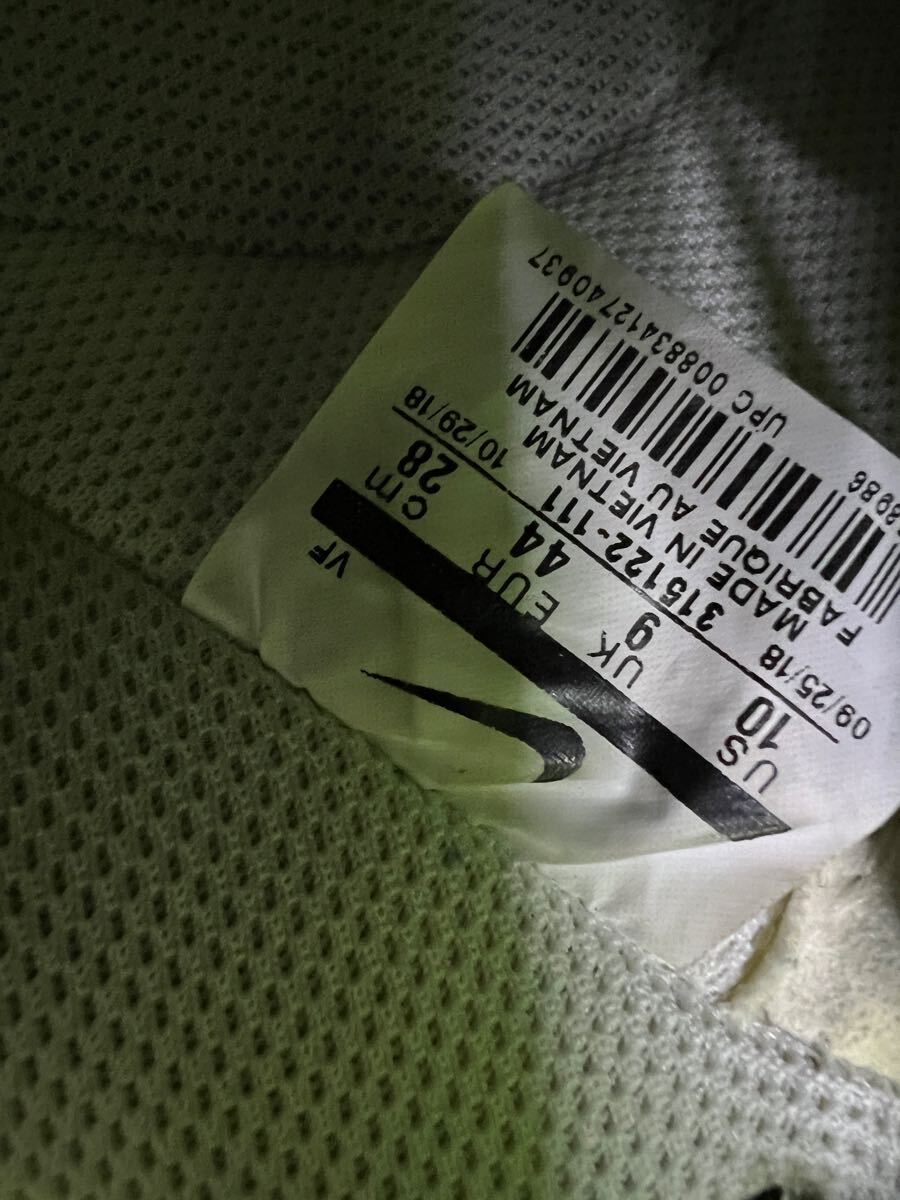 VF
US UK EUR cm
10 9 44 28
09/25/18 10/29/18
315122-111
MADE IN VIETNAM
FABRIQUE AU VIETNAM
UPC 00883412740937